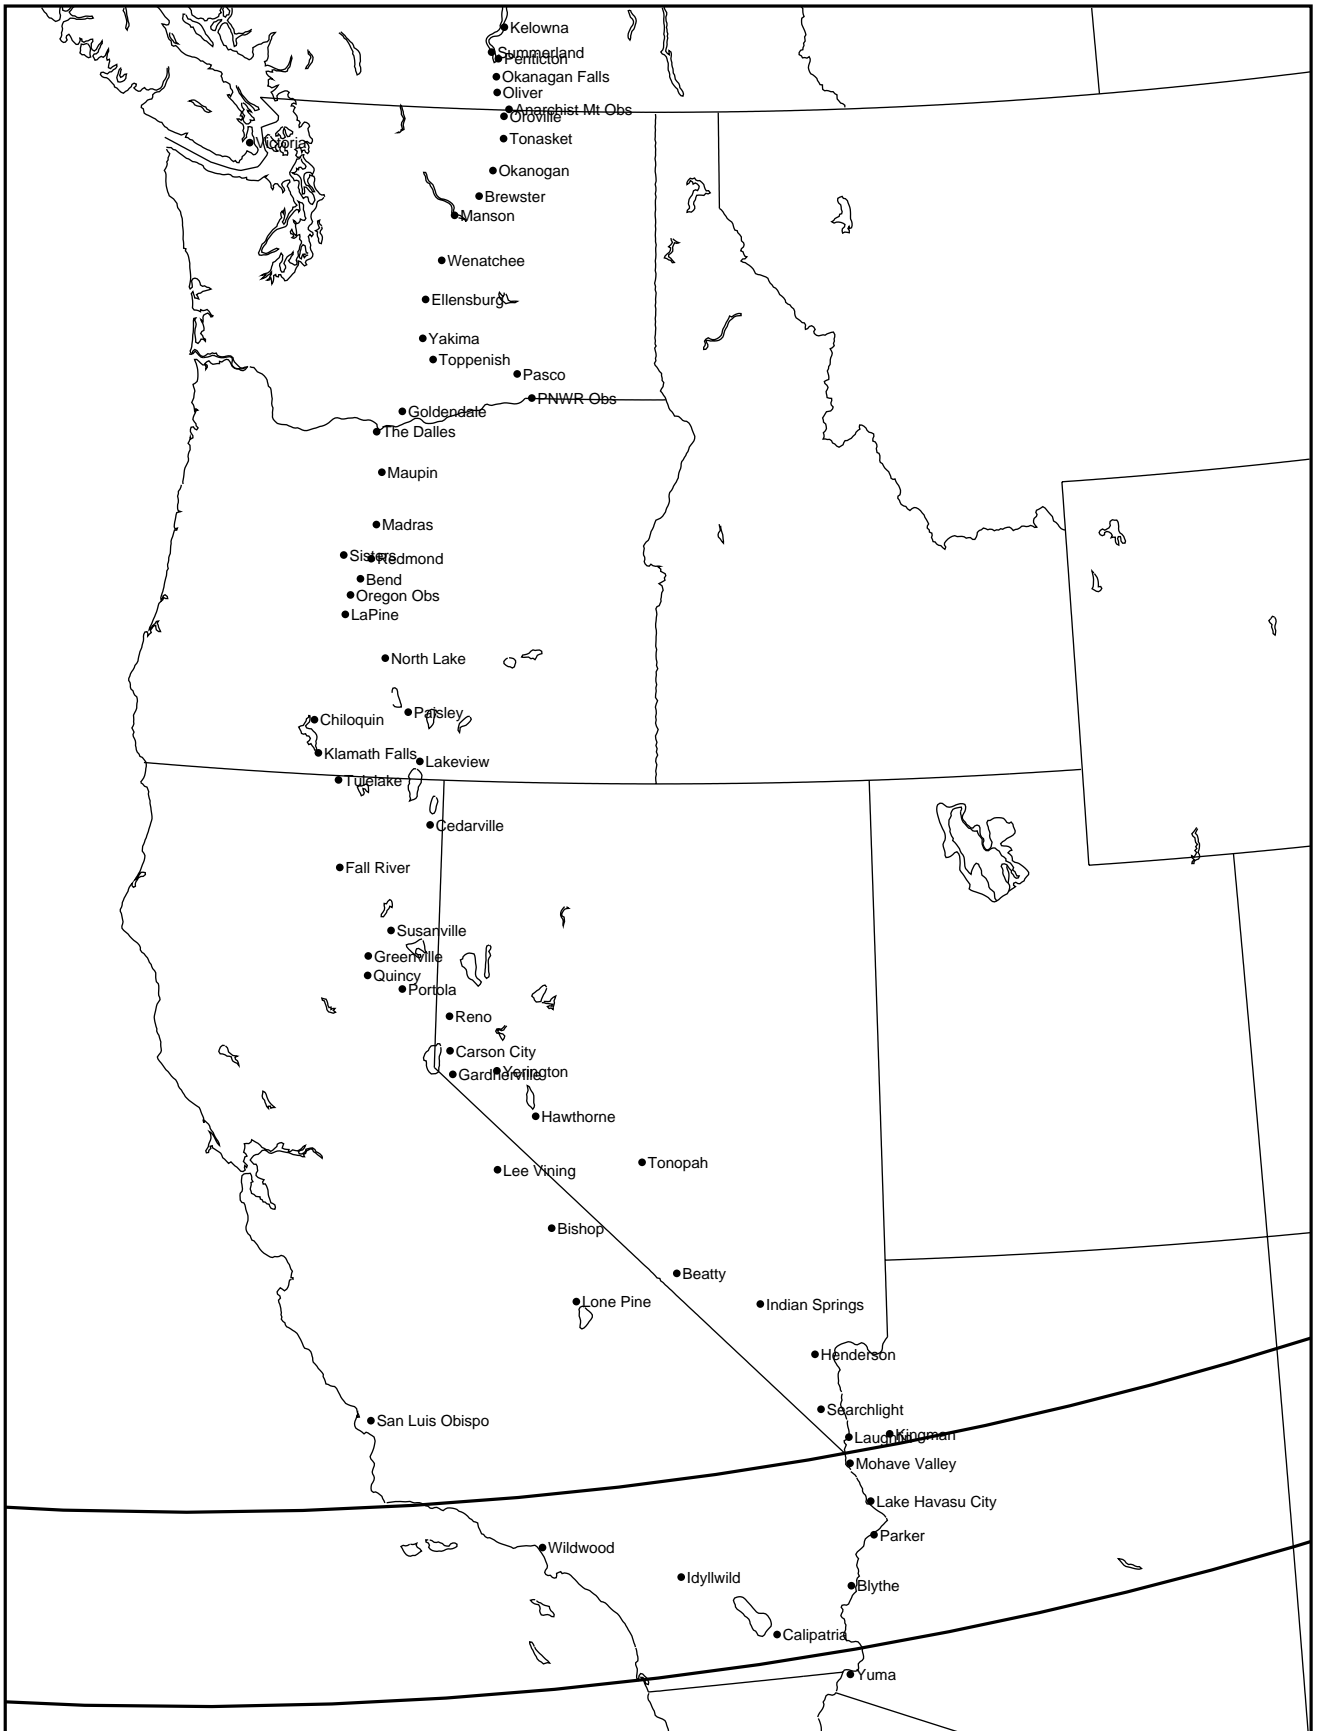 Kelowna
Summerland
Penticton
Okanagan Falls
Oliver
Anarchist Mt Obs
Oroville
Tonasket
Victoria
Okanogan
Brewster
Manson
Wenatchee
Ellensburg
Yakima
Toppenish
Pasco
PNWR Obs
Goldendale
The Dalles
Maupin
Madras
Sisters
Redmond
Bend
Oregon Obs
LaPine
North Lake
Paisley
Chiloquin
Klamath Falls
Lakeview
Tulelake
Cedarville
Fall River
Susanville
Greenville
Quincy
Portola
Reno
Carson City
Yerington
Gardnerville
Hawthorne
Tonopah
Lee Vining
Bishop
Beatty
Lone Pine
Indian Springs
Henderson
Searchlight
San Luis Obispo
Kingman
Laughlin
Mohave Valley
Lake Havasu City
Parker
Wildwood
Idyllwild
Blythe
Calipatria
Yuma